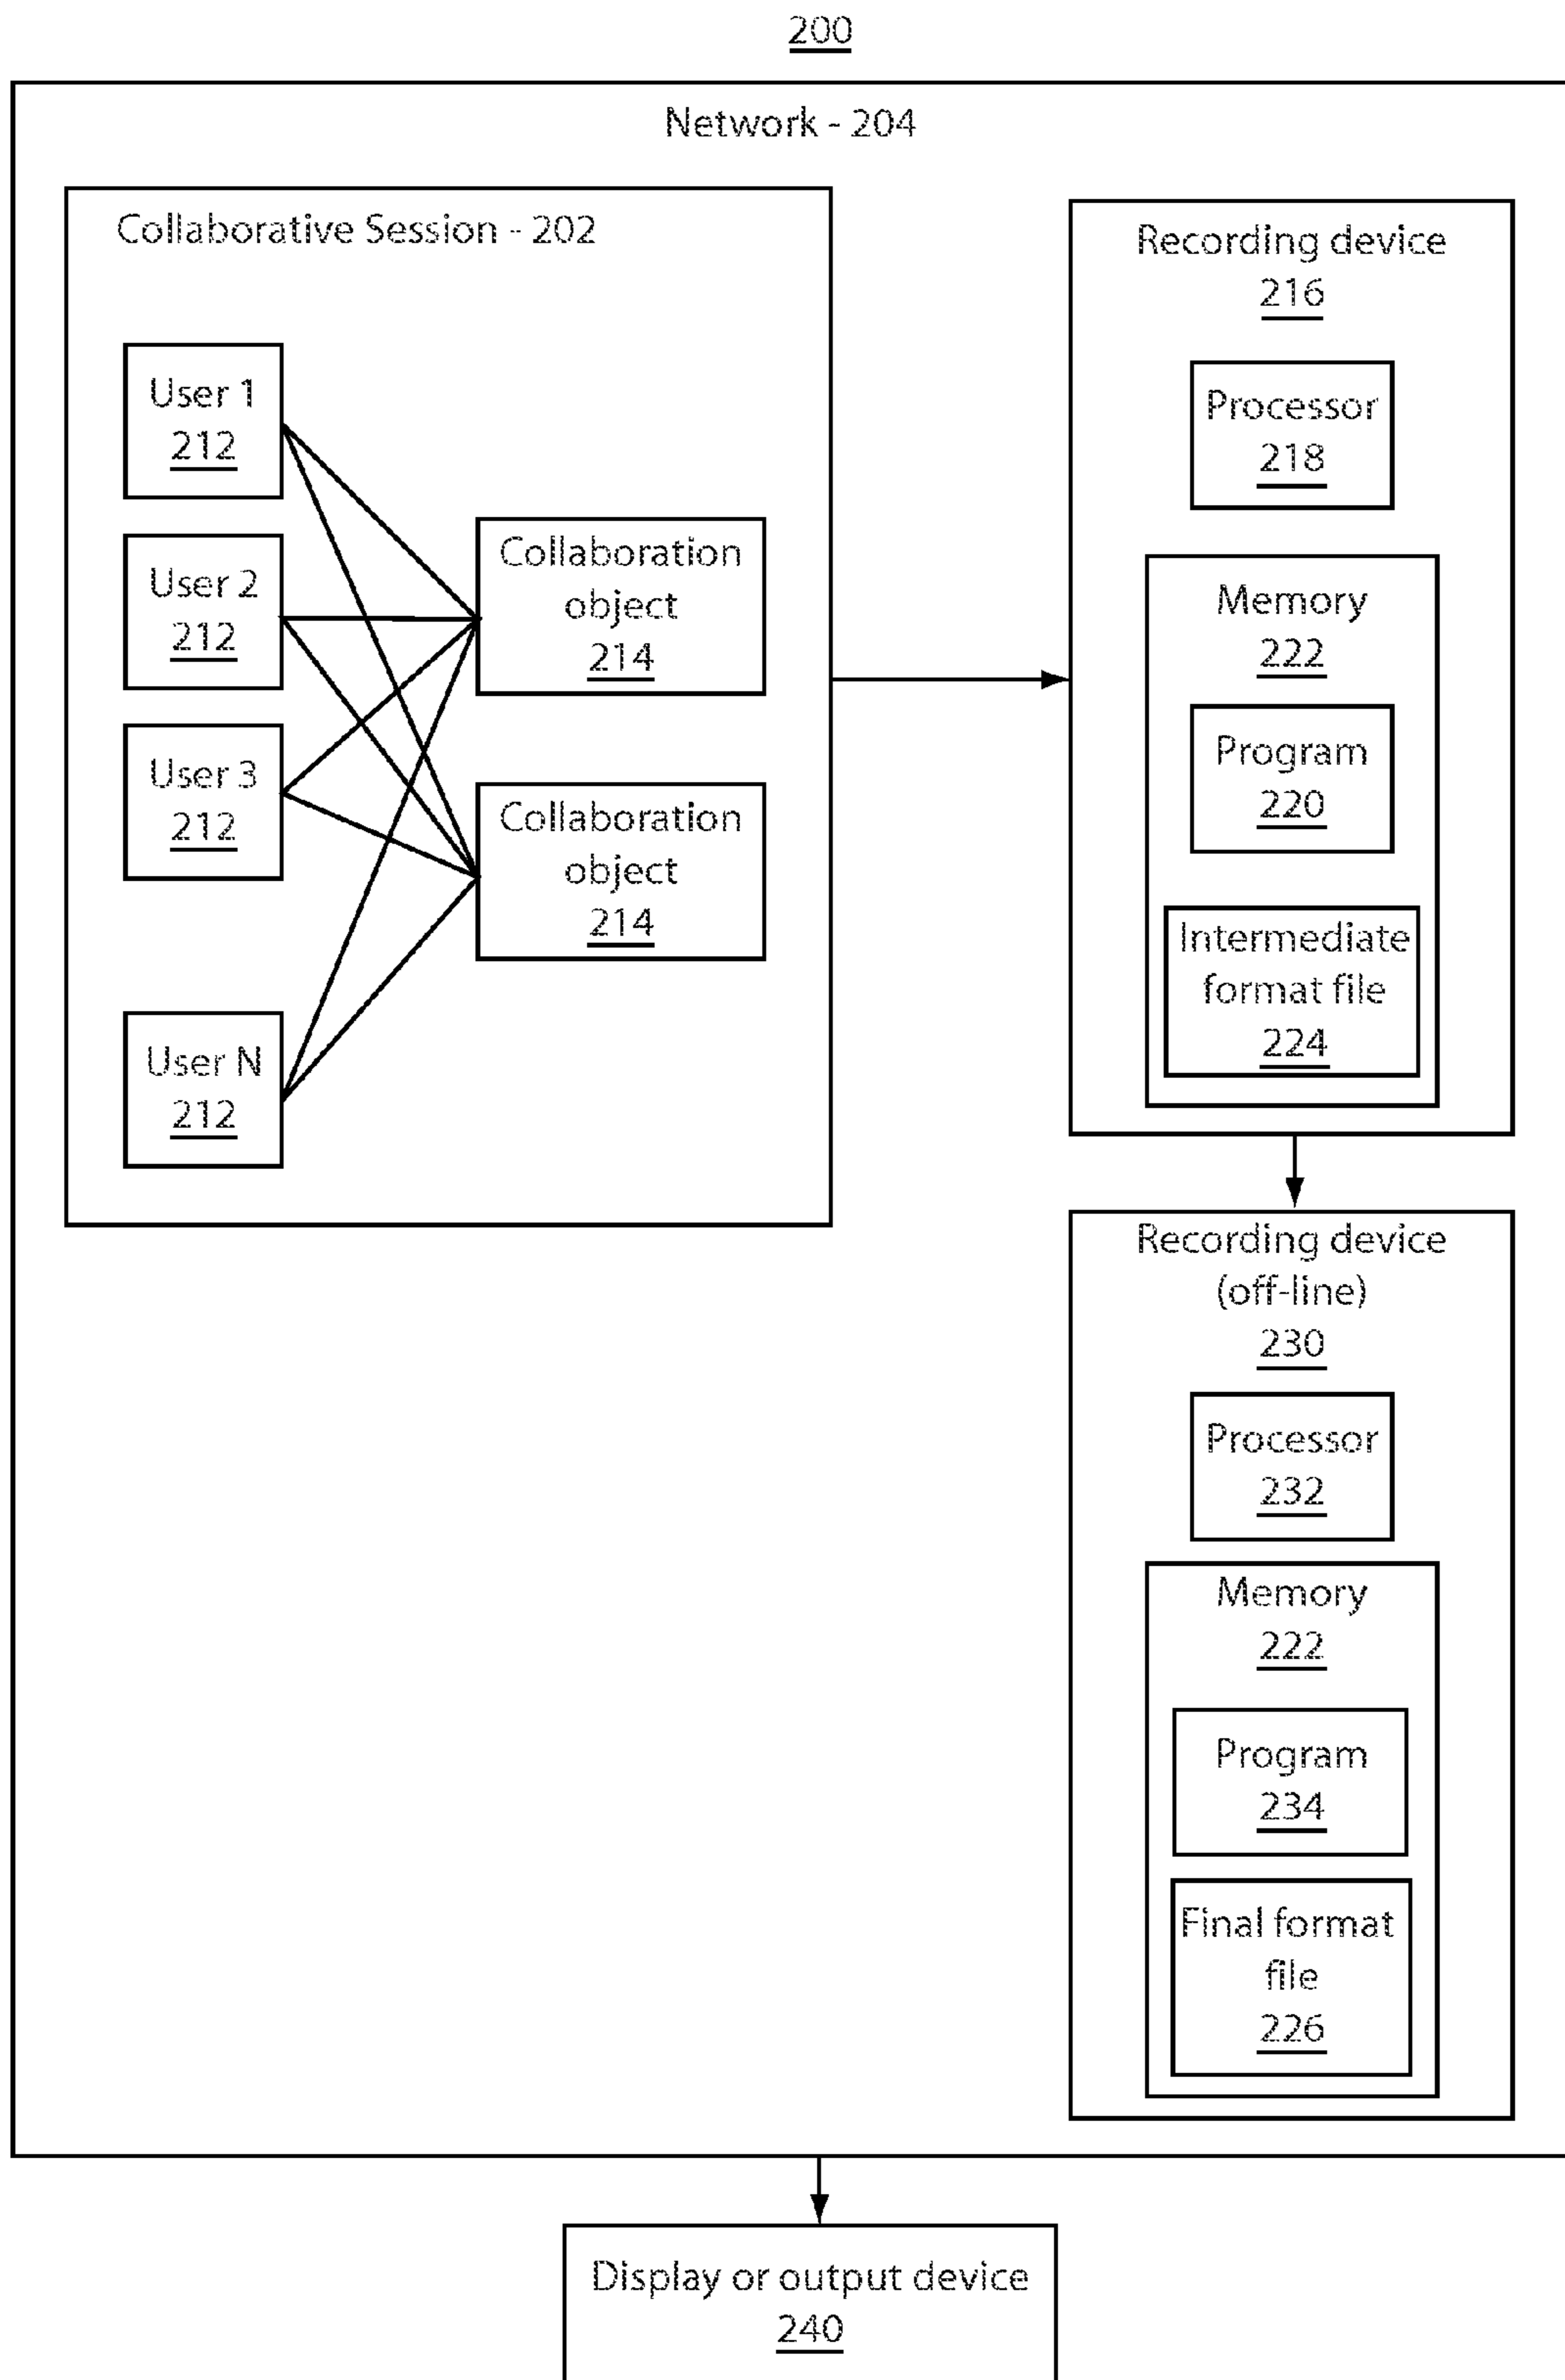 200
Network - 204
Collaborative Session - 202
User 1
212
User 2
212
User 3
212
User N
212
Collaboration
object
214
Collaboration
object
214
Recording device
216
Processor
218
Memory
222
Program
220
Intermediate
format file
224
Recording device
(off-line)
230
Processor
232
Memory
222
Program
234
Final format
file
226
Display or output device
240